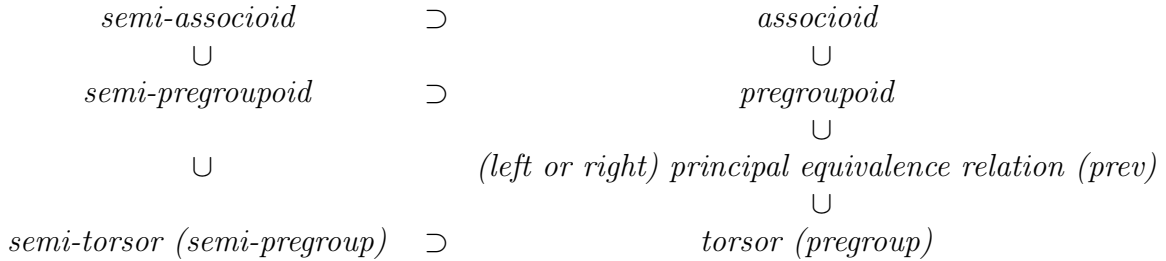 semi-associoid ⊃ associoid
∪ ∪
semi-pregroupoid ⊃ pregroupoid
∪
∪ (left or right) principal equivalence relation (prev)
∪
semi-torsor (semi-pregroup) ⊃ torsor (pregroup)